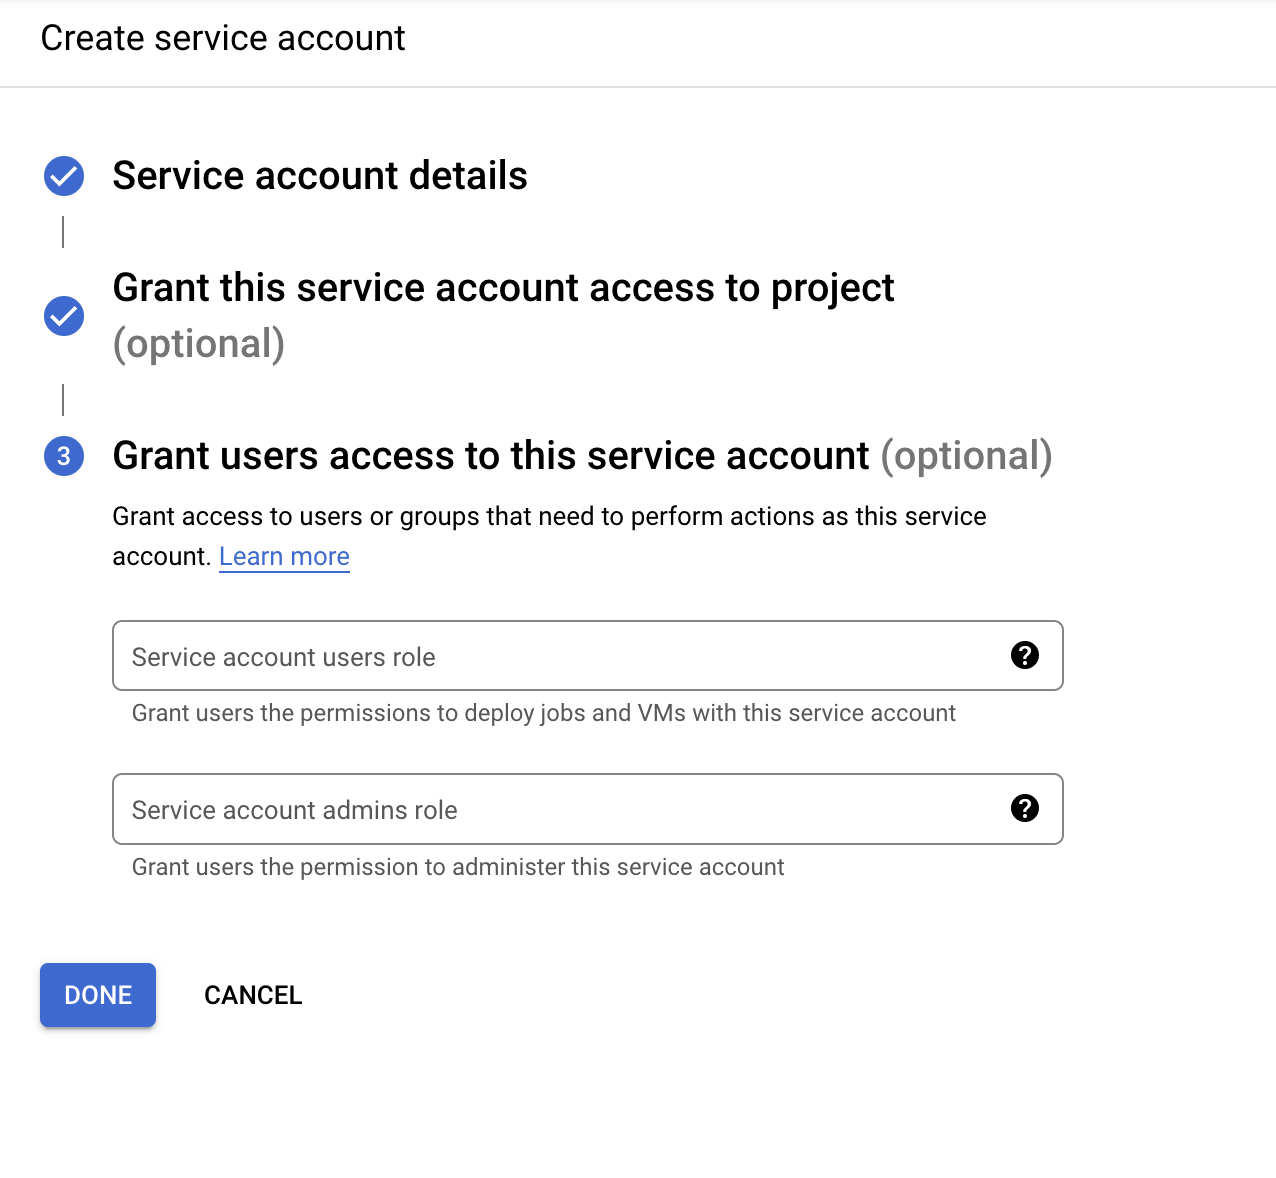 Create service account
Service account details
Grant this service account access to project
(optional)
3 Grant users access to this service account (optional)
Grant access to users or groups that need to perform actions as this service
account. Learn more
Service account users role ?
Grant users the permissions to deploy jobs and VMs with this service account
Service account admins role ?
Grant users the permission to administer this service account
DONE CANCEL